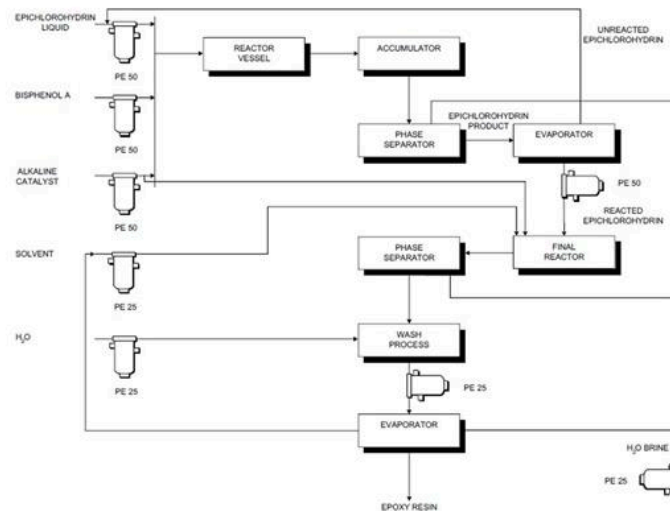 EPICHLOROHYDRIN
LIQUID
PE 50
REACTOR
VESSEL
ACCUMULATOR
UNREACTED
EPICHLOROHYDRIN
BISPHENOL A
PE 50
PHASE
SEPARATOR
EPICHLOROHYDRIN
PRODUCT
EVAPORATOR
ALKALINE
CATALYST
PE 50
PE 50
REACTED
EPICHLOROHYDRIN
SOLVENT
PE 25
PHASE
SEPARATOR
FINAL
REACTOR
H₂O
PE 25
WASH
PROCESS
PE 25
EVAPORATOR
H₂O BRINE
PE 25
EPOXY RESIN